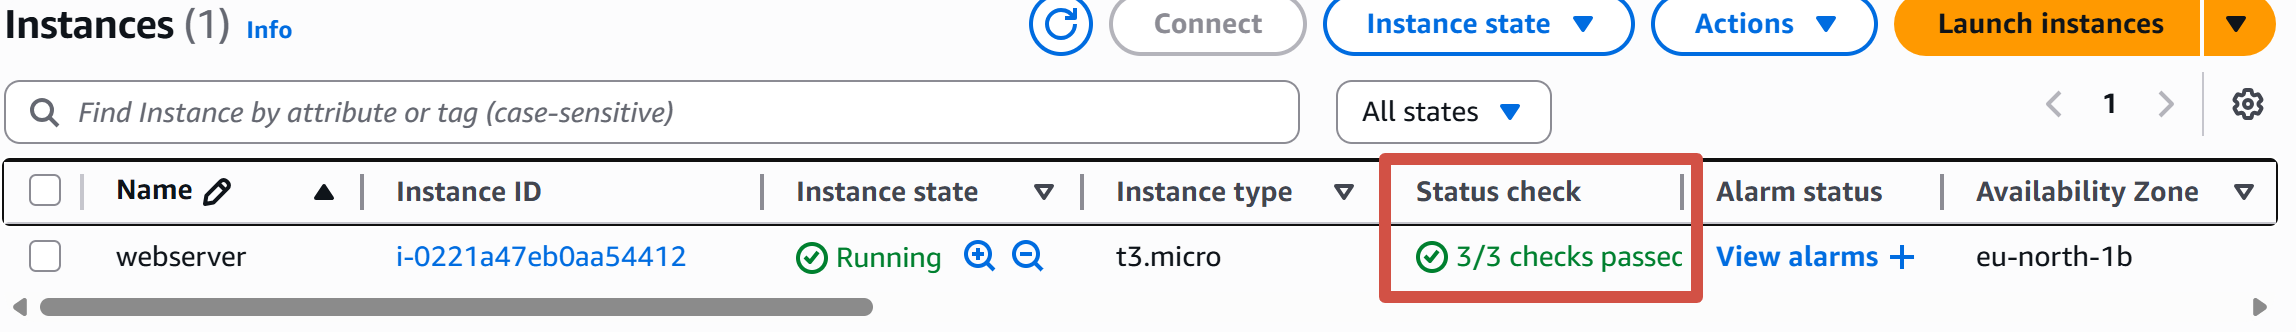 Instances (1) Info Connect Instance state Actions Launch instances
Find Instance by attribute or tag (case-sensitive) All states 1
Name Instance ID Instance state Instance type Status check Alarm status Availability Zone
webserver i-0221a47eb0aa54412 Running t3.micro 3/3 checks passed View alarms + eu-north-1b